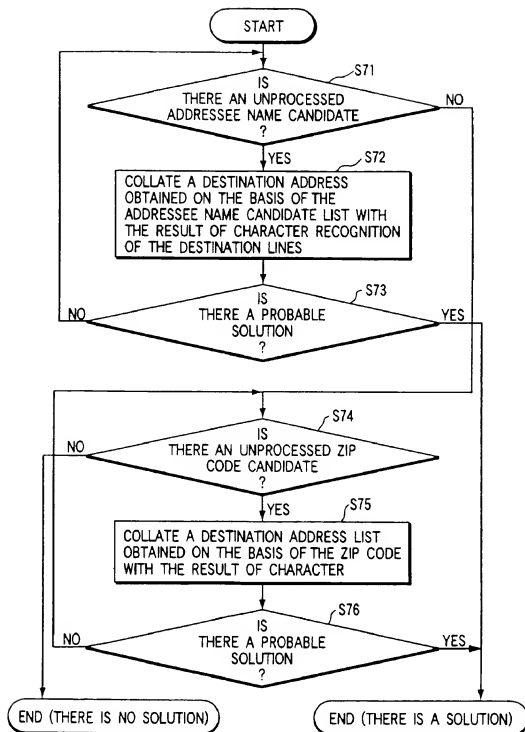 START
S71
IS
THERE AN UNPROCESSED
ADDRESSEE NAME CANDIDATE
?
NO
YES
S72
COLLATE A DESTINATION ADDRESS
OBTAINED ON THE BASIS OF THE
ADDRESSEE NAME CANDIDATE LIST WITH
THE RESULT OF CHARACTER RECOGNITION
OF THE DESTINATION LINES
S73
IS
THERE A PROBABLE
SOLUTION
?
NO
YES
S74
IS
THERE AN UNPROCESSED ZIP
CODE CANDIDATE
?
NO
YES
S75
COLLATE A DESTINATION ADDRESS LIST
OBTAINED ON THE BASIS OF THE ZIP CODE
WITH THE RESULT OF CHARACTER
S76
IS
THERE A PROBABLE
SOLUTION
?
NO
YES
END (THERE IS NO SOLUTION)
END (THERE IS A SOLUTION)